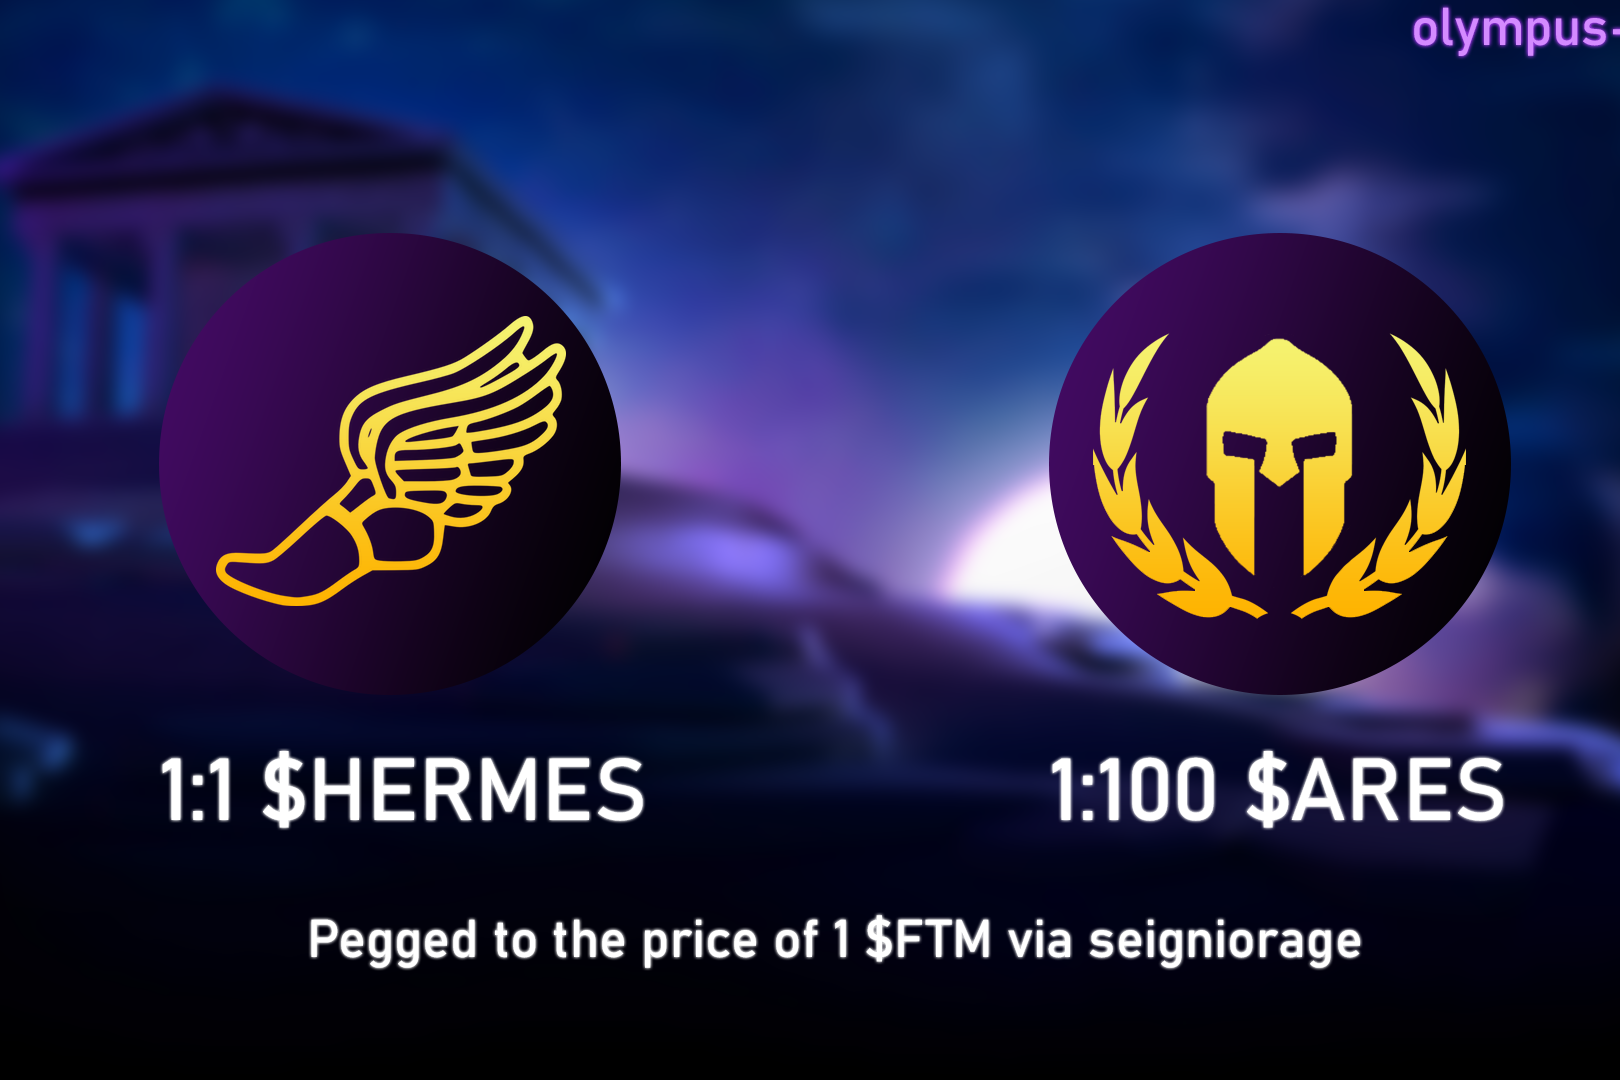 olympus-
1:1 $HERMES
1:100 $ARES
Pegged to the price of 1 $FTM via seigniorage